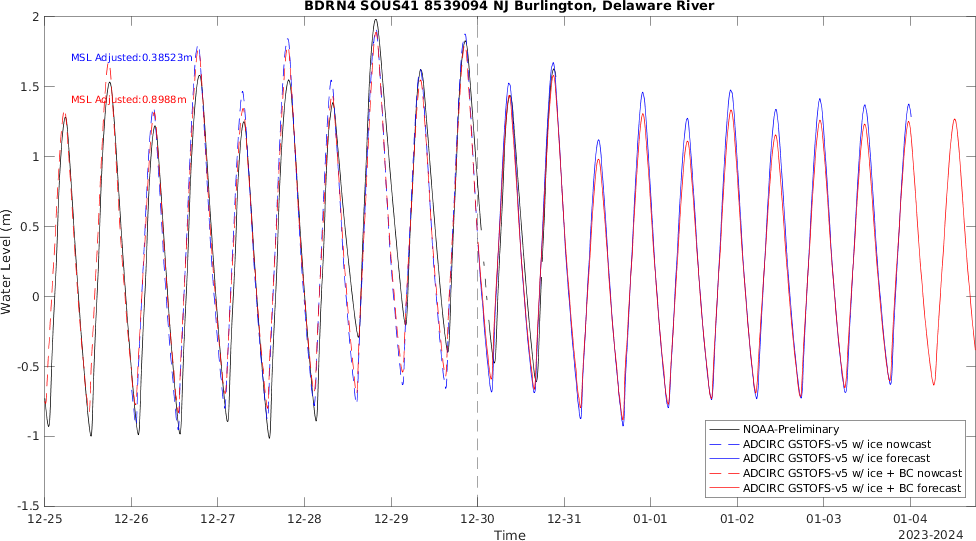 BDRN4 SOUS41 8539094 NJ Burlington, Delaware River
2
1.5
1
0.5
0
-0.5
-1
-1.5
Water Level (m)
MSL Adjusted:0.38523m
MSL Adjusted:0.8988m
NOAA-Preliminary
ADCIRC GSTOFS-v5 w/ ice nowcast
ADCIRC GSTOFS-v5 w/ ice forecast
ADCIRC GSTOFS-v5 w/ ice + BC nowcast
ADCIRC GSTOFS-v5 w/ ice + BC forecast
12-25 12-26 12-27 12-28 12-29 12-30 12-31 01-01 01-02 01-03 01-04
Time
2023-2024